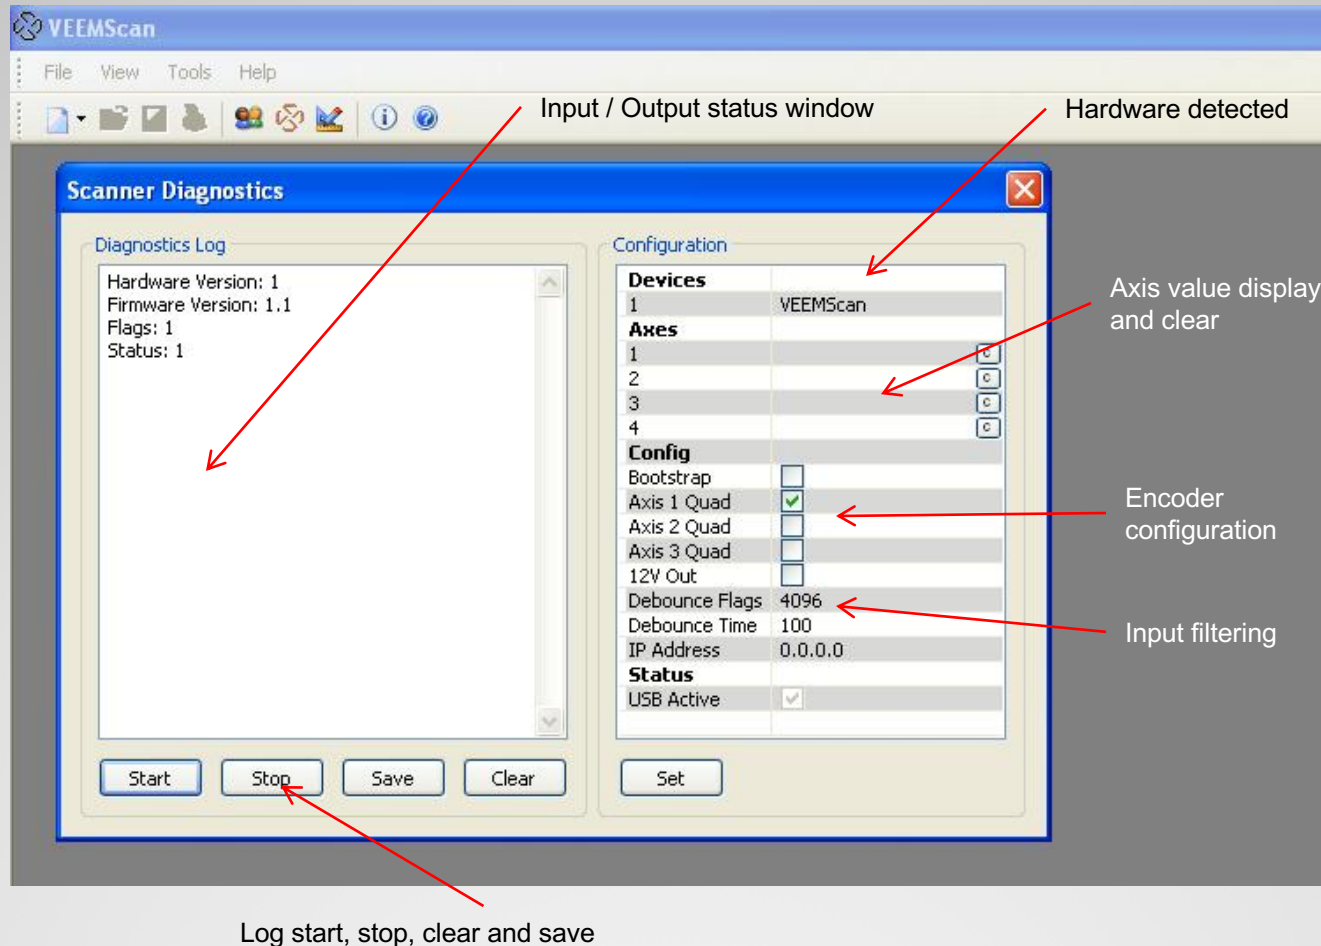 VEEMScan
File View Tools Help
Input / Output status window
Hardware detected
Scanner Diagnostics
Diagnostics Log
Hardware Version: 1
Firmware Version: 1.1
Flags: 1
Status: 1
Start Stop Save Clear
Configuration
Devices
1 VEEMScan
Axes
1 C
2 C
3 C
4 C
Config
Bootstrap
Axis 1 Quad
Axis 2 Quad
Axis 3 Quad
12V Out
Debounce Flags 4096
Debounce Time 100
IP Address 0.0.0.0
Status
USB Active
Set
Axis value display
and clear
Encoder
configuration
Input filtering
Log start, stop, clear and save